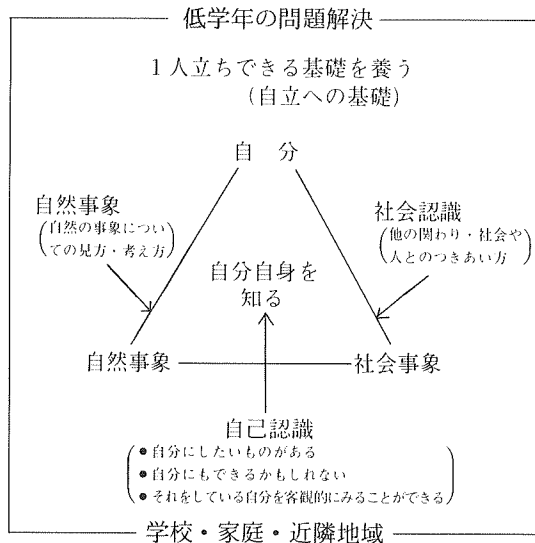 低学年の問題解決
1人立ちできる基礎を養う
(自立への基礎)
自 分
自然事象
(自然の事象につい
ての見方・考え方)
社会認識
(他の関わり・社会や
人とのつきあい方)
自分自身を
知る
自然事象
社会事象
自己認識
●自分にしたいものがある
●自分にもできるかもしれない
●それをしている自分を客観的にみることができる
学校・家庭・近隣地域